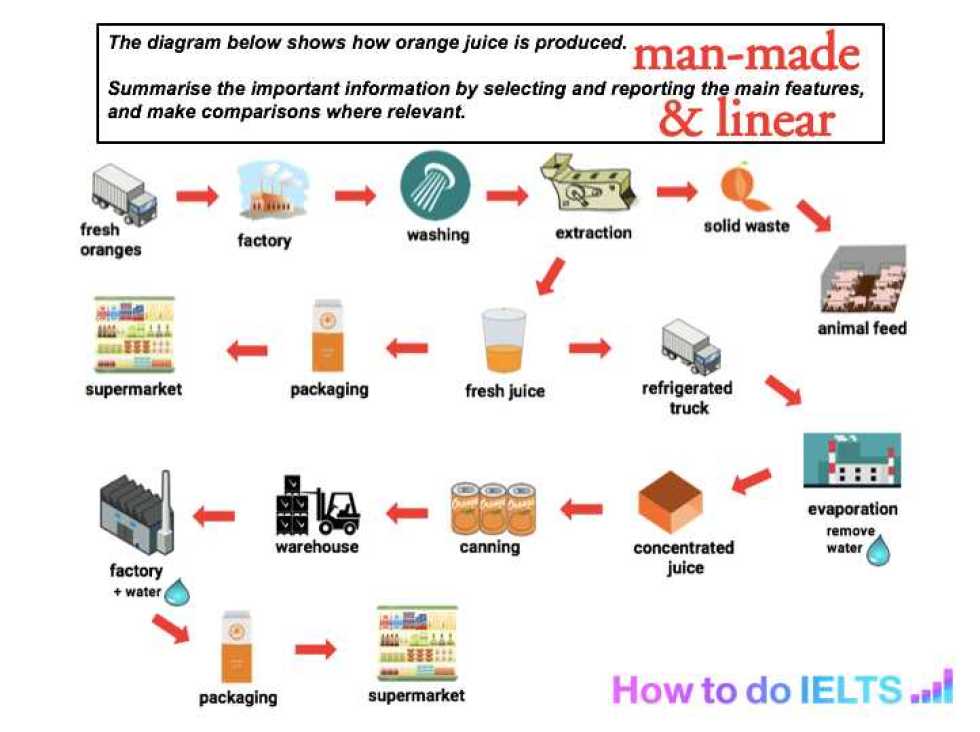 The diagram below shows how orange juice is produced.
man-made
Summarise the important information by selecting and reporting the main features,
and make comparisons where relevant.
& linear
fresh
oranges
factory
washing
extraction
solid waste
animal feed
supermarket
packaging
fresh juice
refrigerated
truck
evaporation
remove
water
concentrated
juice
canning
warehouse
factory
+ water
packaging
supermarket
How to do IELTS